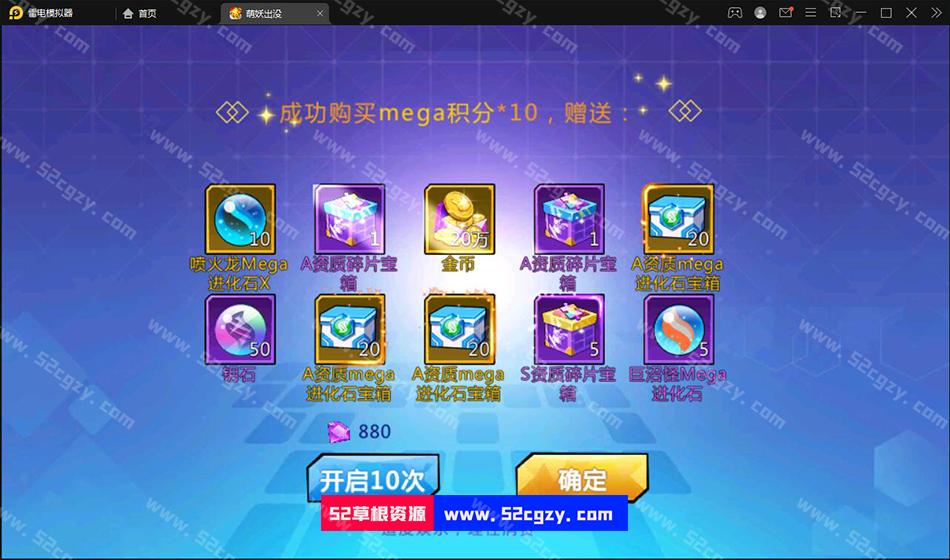 雷电模拟器 首页 萌妖出没
成功购买mega积分*10，赠送：
10 1 20万 1 20
喷火龙Mega进化石X
A资质碎片宝箱
金币
A资质碎片宝箱
A资质mega进化石宝箱
50 20 20 5 5
钥石
A资质mega进化石宝箱
A资质mega进化石宝箱
S资质碎片宝箱
巨沼怪Mega进化石
880
开启10次 确定
52草根资源 www.52cgzy.com
www.52cgzy.com